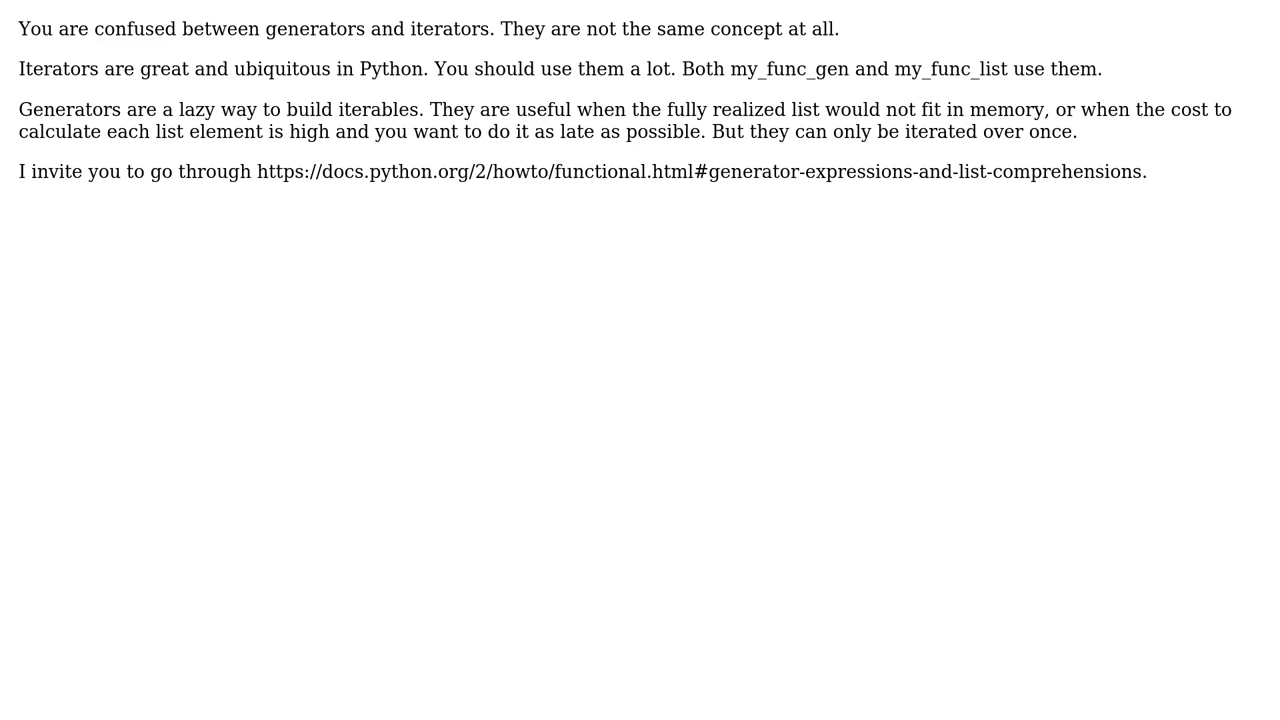 You are confused between generators and iterators. They are not the same concept at all.
Iterators are great and ubiquitous in Python. You should use them a lot. Both my_func_gen and my_func_list use them.
Generators are a lazy way to build iterables. They are useful when the fully realized list would not fit in memory, or when the cost to
calculate each list element is high and you want to do it as late as possible. But they can only be iterated over once.
I invite you to go through https://docs.python.org/2/howto/functional.html#generator-expressions-and-list-comprehensions.